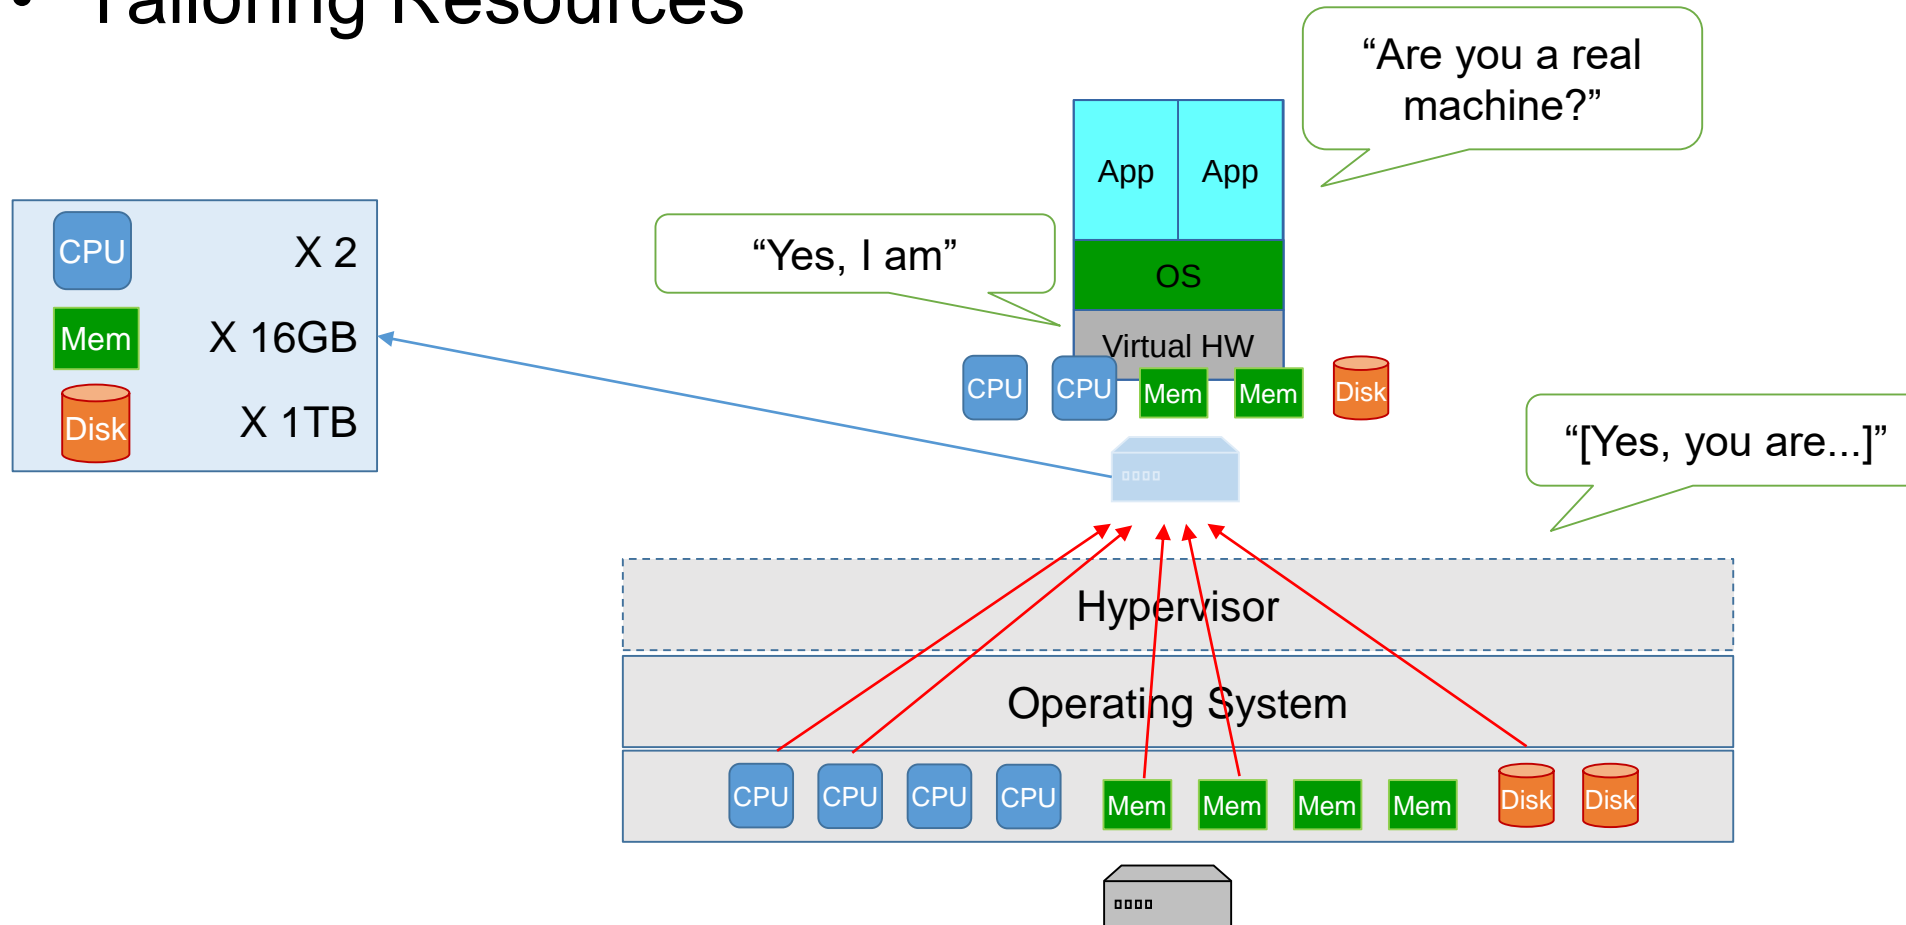 • Tailoring Resources
“Are you a real
machine?”
App App
“Yes, I am”
OS
Virtual HW
CPU X 2
Mem X 16GB
Disk X 1TB
CPU CPU Mem Mem Disk
“[Yes, you are...]”
Hypervisor
Operating System
CPU CPU CPU CPU Mem Mem Mem Mem Disk Disk